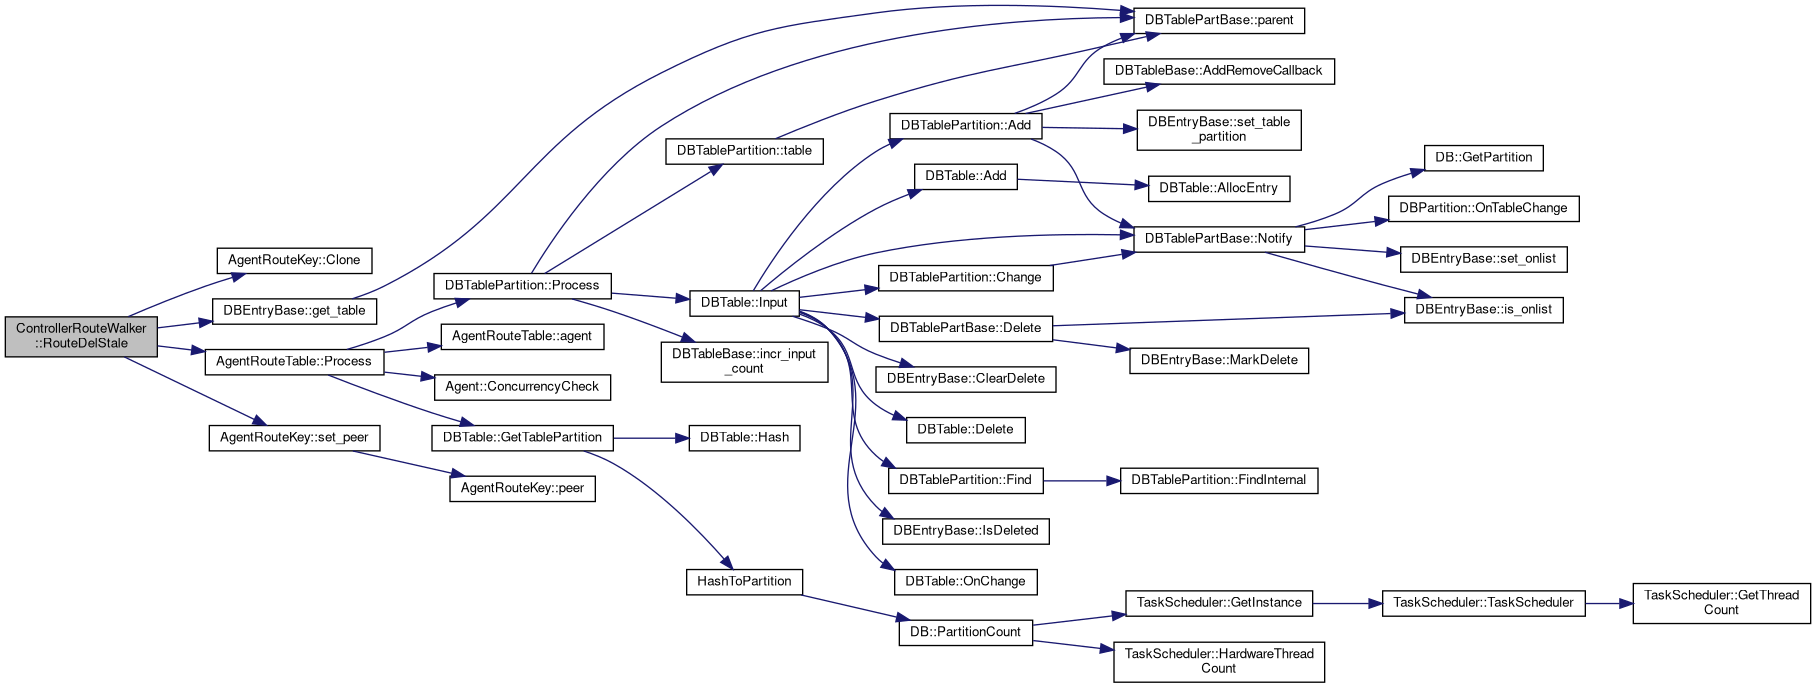 ControllerRouteWalker
::RouteDelStale
AgentRouteKey::Clone
DBEntryBase::get_table
AgentRouteTable::Process
AgentRouteKey::set_peer
DBTablePartition::Process
AgentRouteTable::agent
Agent::ConcurrencyCheck
DBTable::GetTablePartition
AgentRouteKey::peer
DBTablePartition::table
DBTable::Input
DBTableBase::incr_input
_count
DBTable::Hash
HashToPartition
DBTablePartition::Add
DBTable::Add
DBTablePartition::Change
DBTablePartBase::Delete
DBEntryBase::ClearDelete
DBTable::Delete
DBTablePartition::Find
DBEntryBase::IsDeleted
DBTable::OnChange
DB::PartitionCount
DBTablePartBase::parent
DBTableBase::AddRemoveCallback
DBEntryBase::set_table
_partition
DBTable::AllocEntry
DBTablePartBase::Notify
DBEntryBase::MarkDelete
DBTablePartition::FindInternal
TaskScheduler::GetInstance
TaskScheduler::HardwareThread
Count
DB::GetPartition
DBPartition::OnTableChange
DBEntryBase::set_onlist
DBEntryBase::is_onlist
TaskScheduler::TaskScheduler
TaskScheduler::GetThread
Count